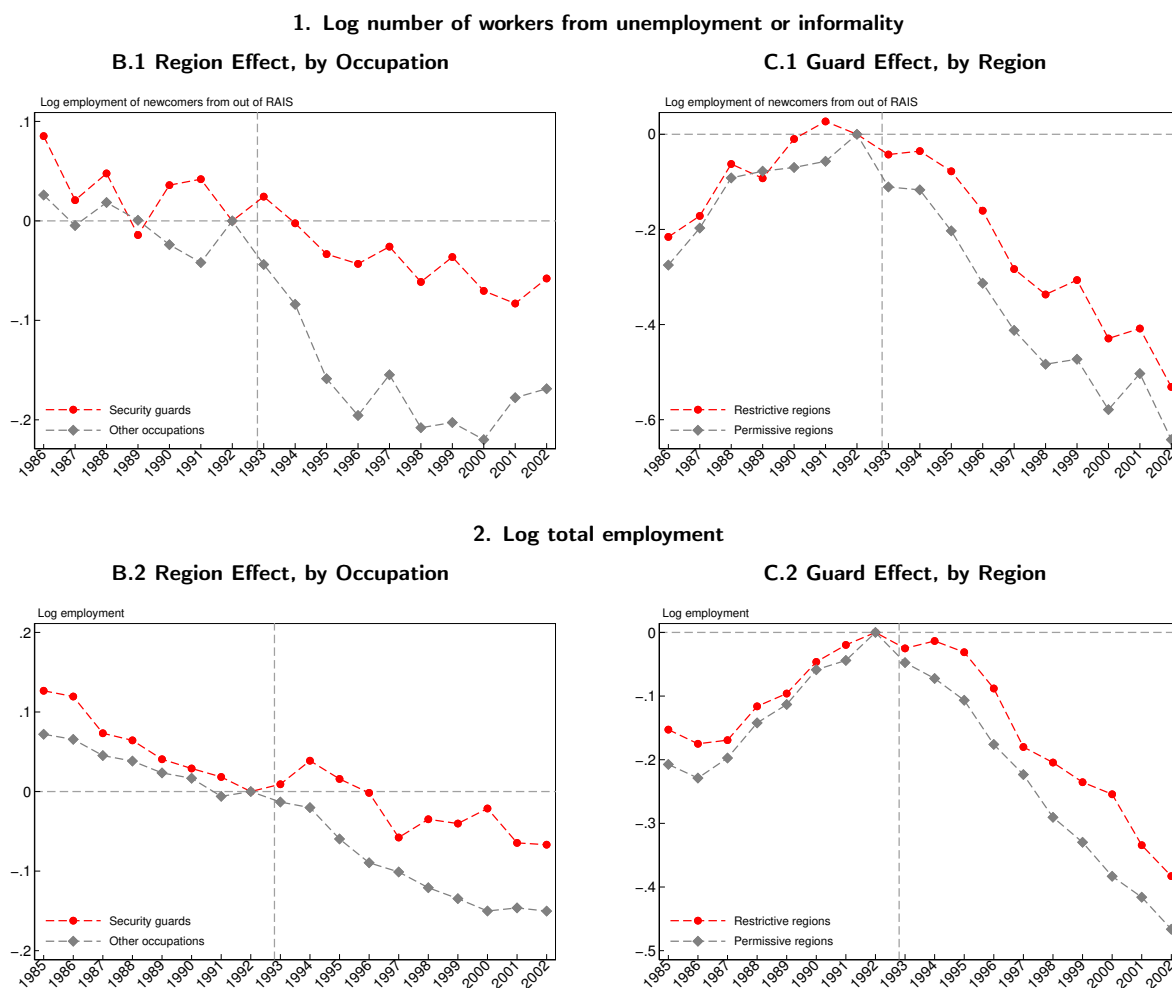 1. Log number of workers from unemployment or informality
B.1 Region Effect, by Occupation
Log employment of newcomers from out of RAIS
.1
0
-.1
-.2
Security guards
Other occupations
1986 1987 1988 1989 1990 1991 1992 1993 1994 1995 1996 1997 1998 1999 2000 2001 2002
C.1 Guard Effect, by Region
Log employment of newcomers from out of RAIS
0
-.2
-.4
-.6
Restrictive regions
Permissive regions
1986 1987 1988 1989 1990 1991 1992 1993 1994 1995 1996 1997 1998 1999 2000 2001 2002
2. Log total employment
B.2 Region Effect, by Occupation
Log employment
.2
.1
0
-.1
-.2
Security guards
Other occupations
1985 1986 1987 1988 1989 1990 1991 1992 1993 1994 1995 1996 1997 1998 1999 2000 2001 2002
C.2 Guard Effect, by Region
Log employment
0
-.1
-.2
-.3
-.4
-.5
Restrictive regions
Permissive regions
1985 1986 1987 1988 1989 1990 1991 1992 1993 1994 1995 1996 1997 1998 1999 2000 2001 2002